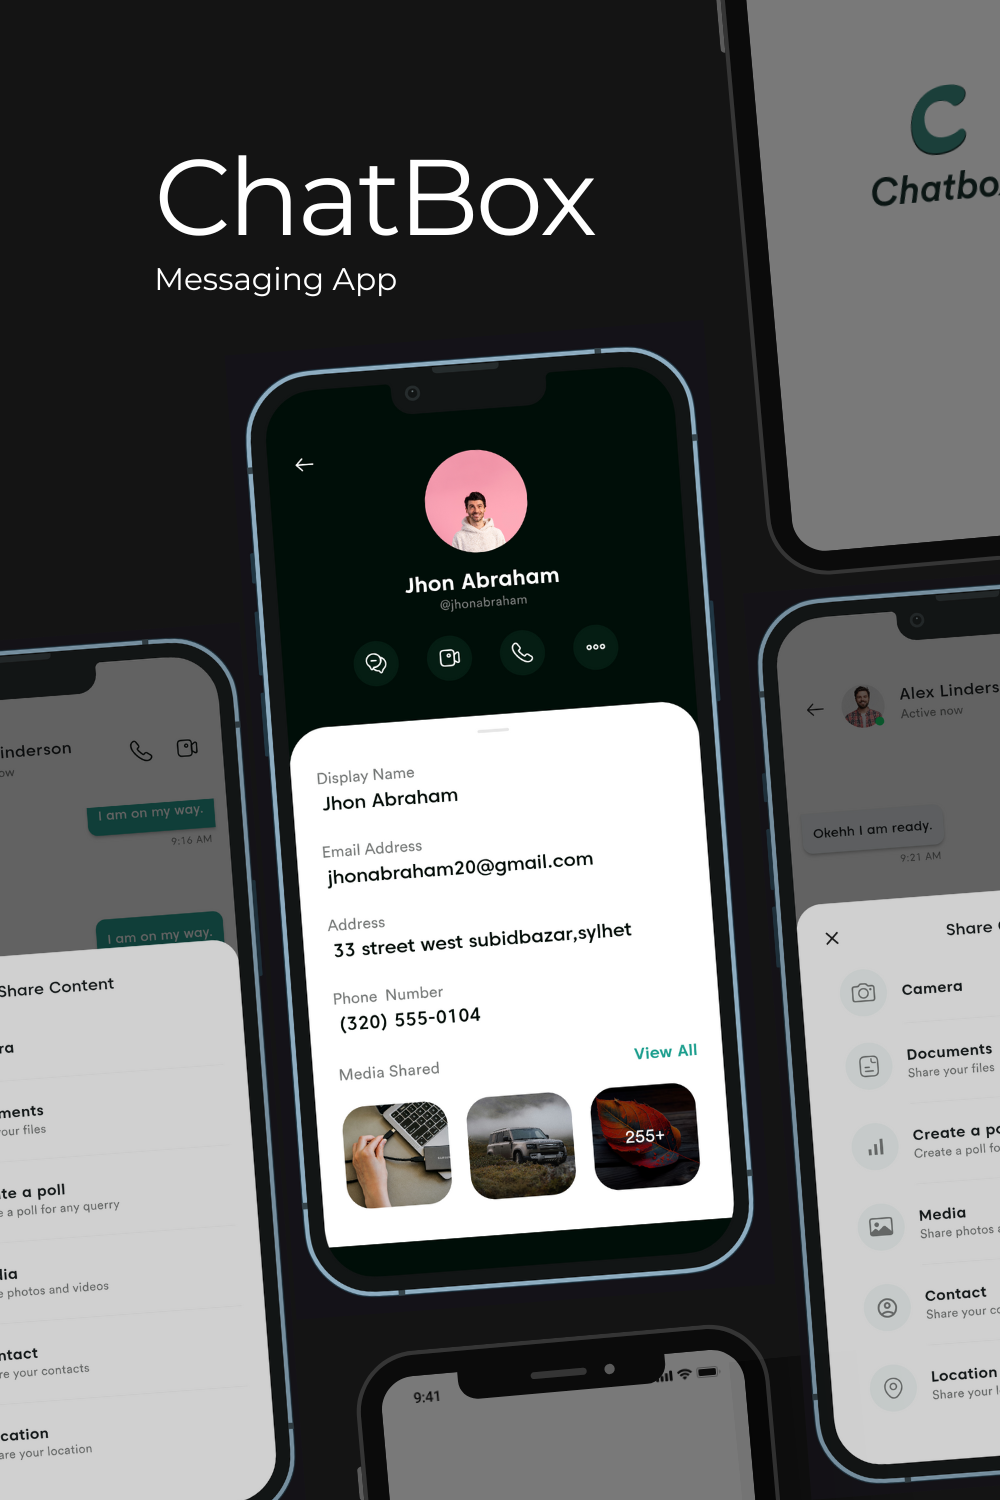 ChatBox
Messaging App
C
Chatbo
Jhon Abraham
@jhonabraham
Display Name
Jhon Abraham
Email Address
jhonabraham20@gmail.com
Address
33 street west subidbazar,sylhet
Phone Number
(320) 555-0104
Media Shared
View All
255+
inderson
ow
I am on my way.
9:16 AM
I am on my way.
Share Content
ra
ments
our files
te a poll
e a poll for any querry
dia
e photos and videos
ntact
re your contacts
cation
are your location
Alex Linders
Active now
Okehh I am ready.
9:21 AM
Share
Camera
Documents
Share your files
Create a po
Create a poll fo
Media
Share photos a
Contact
Share your co
Location
Share your l
9:41